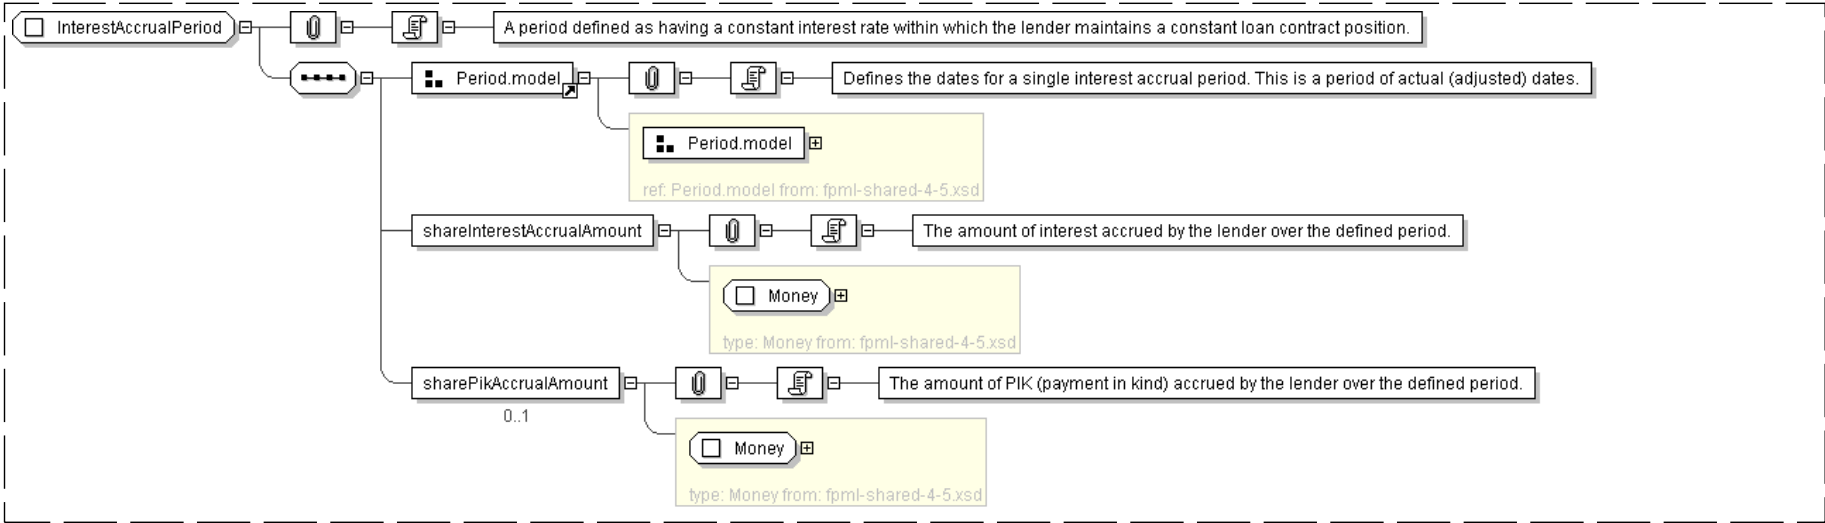 InterestAccrualPeriod
A period defined as having a constant interest rate within which the lender maintains a constant loan contract position.
Period.model
Defines the dates for a single interest accrual period. This is a period of actual (adjusted) dates.
Period.model
ref: Period.model from: fpml-shared-4-5.xsd
shareInterestAccrualAmount
The amount of interest accrued by the lender over the defined period.
Money
type: Money from: fpml-shared-4-5.xsd
sharePikAccrualAmount
The amount of PIK (payment in kind) accrued by the lender over the defined period.
0..1
Money
type: Money from: fpml-shared-4-5.xsd